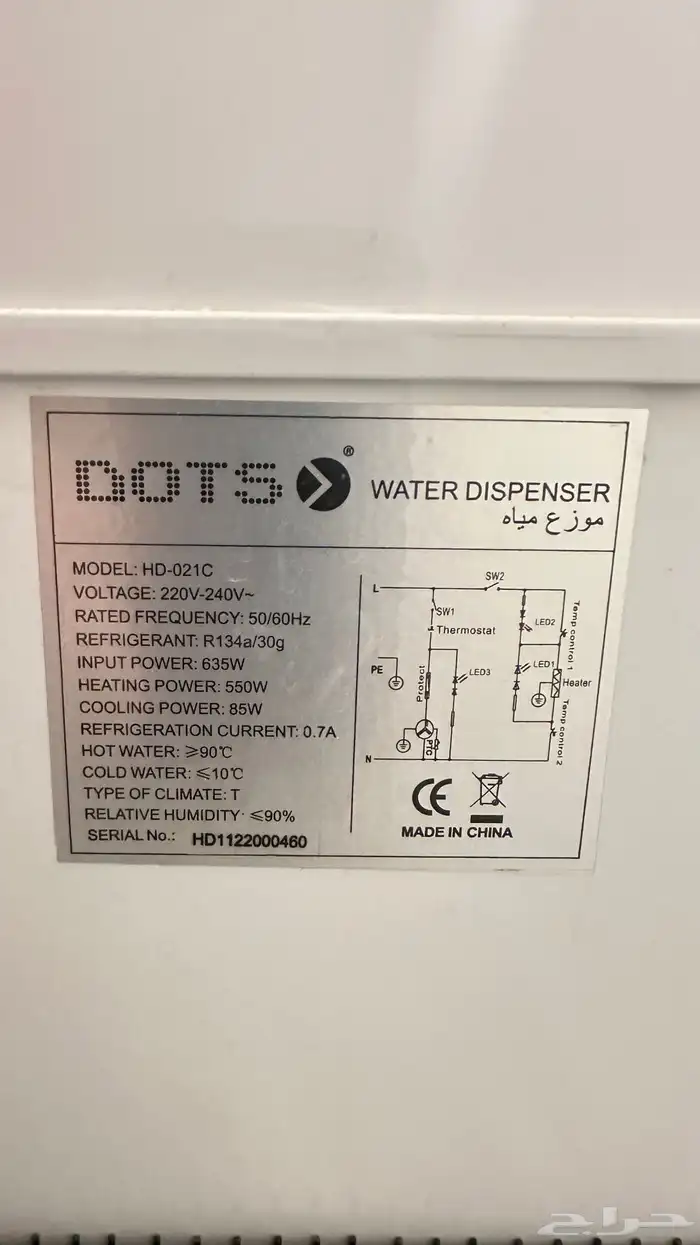 DOTS ®
WATER DISPENSER
موزع مياه
MODEL: HD-021C
VOLTAGE: 220V-240V~
RATED FREQUENCY: 50/60Hz
REFRIGERANT: R134a/30g
INPUT POWER: 635W
HEATING POWER: 550W
COOLING POWER: 85W
REFRIGERATION CURRENT: 0.7A
HOT WATER: ≥90℃
COLD WATER: ≤10℃
TYPE OF CLIMATE: T
RELATIVE HUMIDITY: ≤90%
SERIAL No.: HD1122000460
SW2
L
SW1
Thermostat
LED2
Temp control 1
PE
Protect
LED3
LED1
Heater
PTC
Temp control 2
N
CE
MADE IN CHINA
حراج